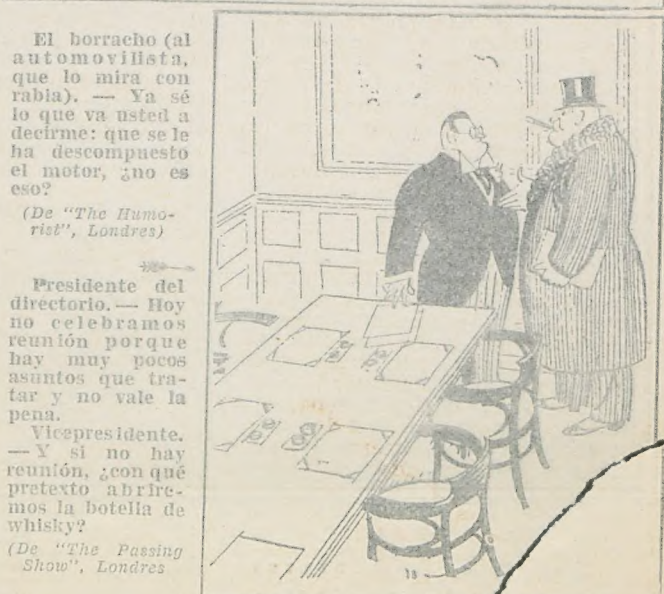 El borracho (al
automovilista,
que lo mira con
rabia). — Ya sé
lo que va usted a
decirme: que se le
ha descompuesto
el motor, ¿no es
eso?
(De "The Humo-
rist", Londres)
Presidente del
directorio. — Hoy
no celebramos
reunión porque
hay muy pocos
asuntos que tra-
tar y no vale la
pena.
Vicepresidente.
— Y si no hay
reunión, ¿con qué
pretexto abrire-
mos la botella de
whisky?
(De "The Passing
Show", Londres
18